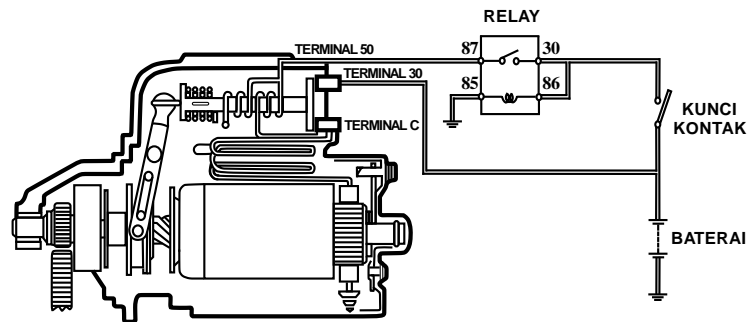 RELAY
TERMINAL 50
87
30
TERMINAL 30
85
86
TERMINAL C
KUNCI
KONTAK
BATERAI